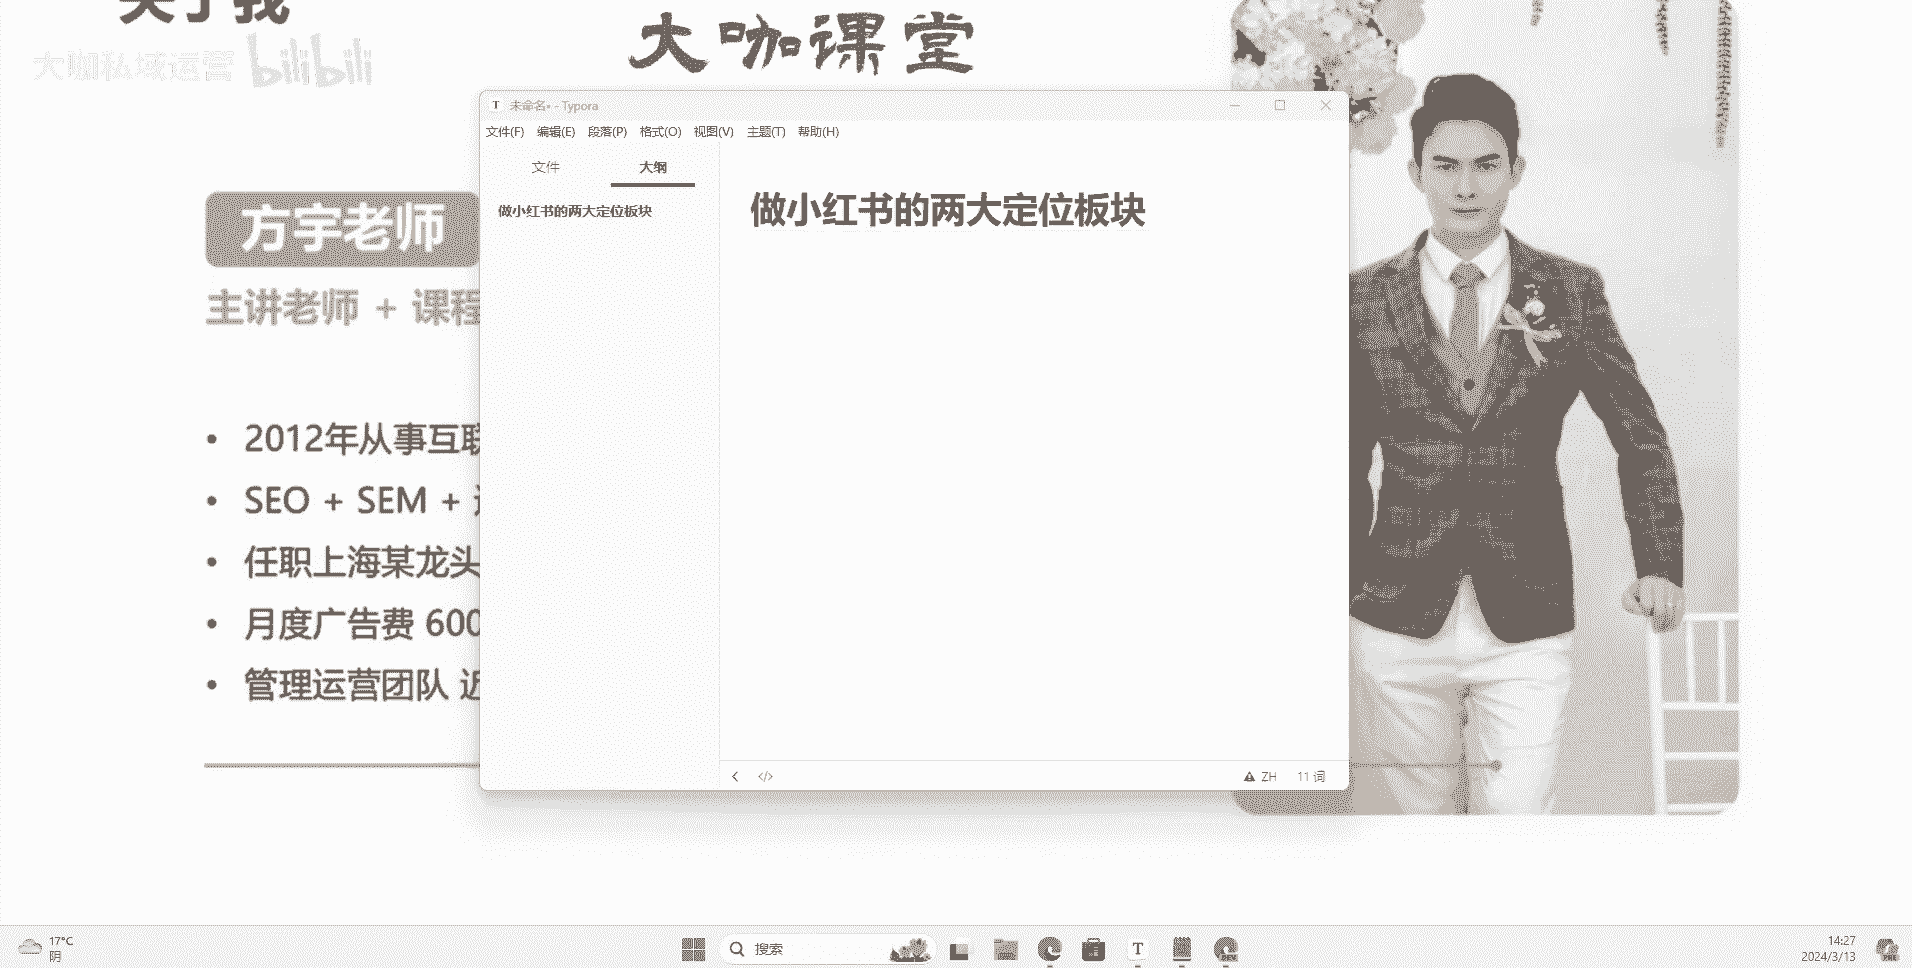 关于我
大咖私域运营 bilibili
大咖课堂
方宇老师
主讲老师 + 课程
2012年从事互联
SEO + SEM +
任职上海某龙头
月度广告费 600
管理运营团队 近
未命名• - Typora
文件(F) 编辑(E) 段落(P) 格式(O) 视图(V) 主题(T) 帮助(H)
文件 大纲
做小红书的两大定位板块
做小红书的两大定位板块
</> ZH 11 词
17°C
阴
搜索
T
DEV
14:27
2024/3/13
PRE